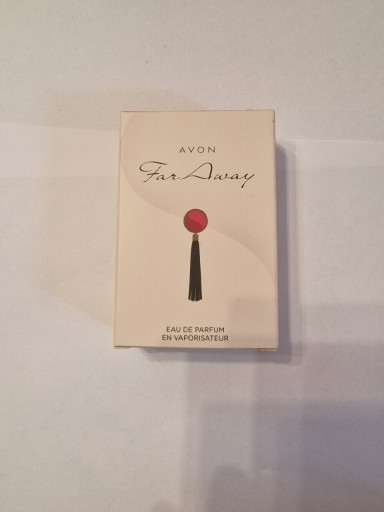 AVON
Far Away
EAU DE PARFUM
EN VAPORISATEUR